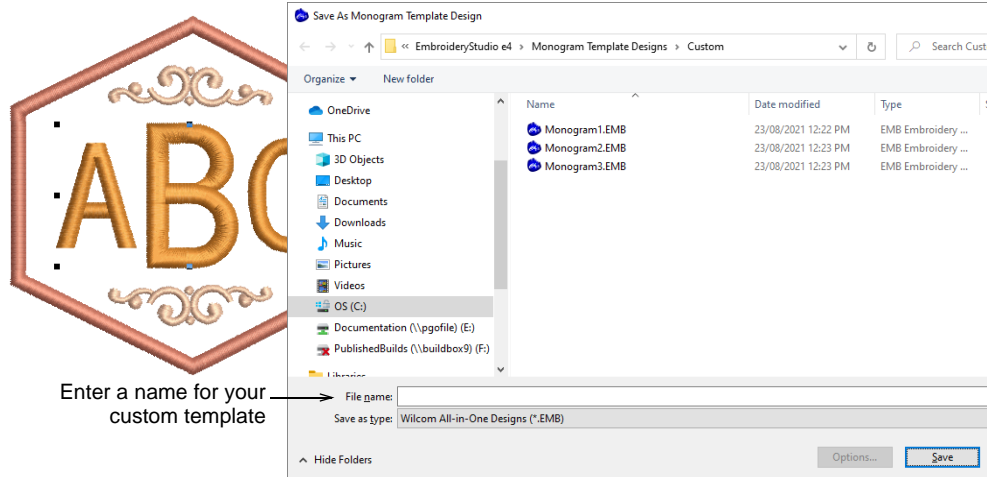 Save As Monogram Template Design
« EmbroideryStudio e4 › Monogram Template Designs › Custom
Search Cust
Organize
New folder
OneDrive
This PC
3D Objects
Desktop
Documents
Downloads
Music
Pictures
Videos
OS (C:)
Documentation (\\pgofile) (E:)
PublishedBuilds (\\buildbox9) (F:)
Libraries
Name Date modified Type
Monogram1.EMB 23/08/2021 12:22 PM EMB Embroidery ...
Monogram2.EMB 23/08/2021 12:23 PM EMB Embroidery ...
Monogram3.EMB 23/08/2021 12:23 PM EMB Embroidery ...
ABC
Enter a name for your
custom template
File name:
Save as type: Wilcom All-in-One Designs (*.EMB)
Hide Folders
Options... Save